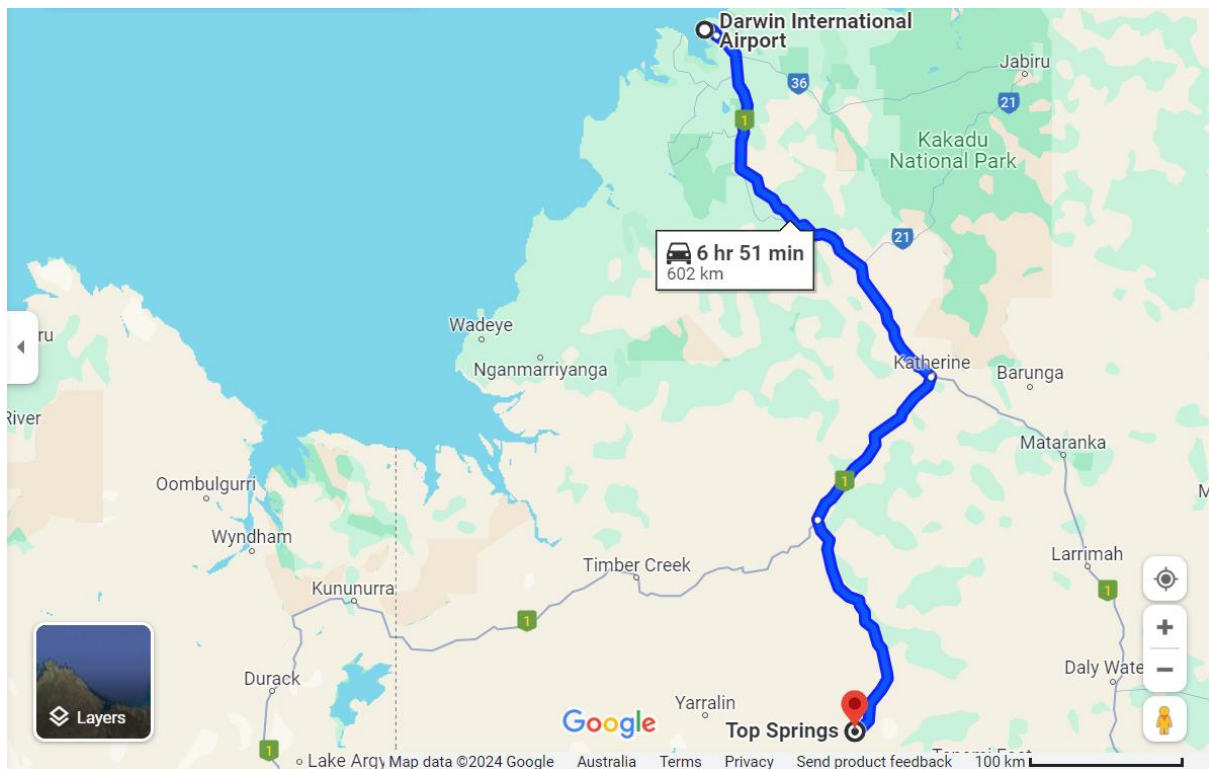 Darwin International
Airport
Jabiru
36
21
1
Kakadu
National Park
21
6 hr 51 min
602 km
ru
Wadeye
Nganmarriyanga
Katherine
Barunga
River
Mataranka
1
Oombulgurri
M
Wyndham
Timber Creek
Larrimah
Kununurra
1
1
Durack
Daly Wate
Layers
Yarralin
Google
Top Springs
1
Lake Argy
Map data ©2024 Google Australia Terms Privacy Send product feedback 100 km